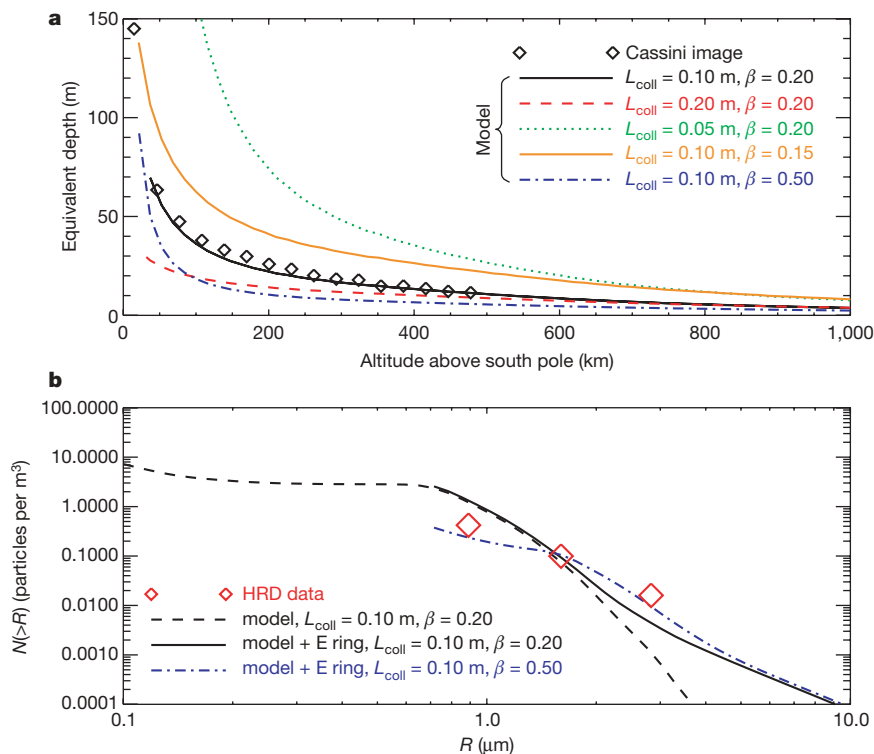 a
150
100
50
0
Equivalent depth (m)
Cassini image
Model
L_coll = 0.10 m, β = 0.20
L_coll = 0.20 m, β = 0.20
L_coll = 0.05 m, β = 0.20
L_coll = 0.10 m, β = 0.15
L_coll = 0.10 m, β = 0.50
0 200 400 600 800 1,000
Altitude above south pole (km)
b
100.0000
10.0000
1.0000
0.1000
0.0100
0.0010
0.0001
N(>R) (particles per m³)
HRD data
model, L_coll = 0.10 m, β = 0.20
model + E ring, L_coll = 0.10 m, β = 0.20
model + E ring, L_coll = 0.10 m, β = 0.50
0.1 1.0 10.0
R (μm)